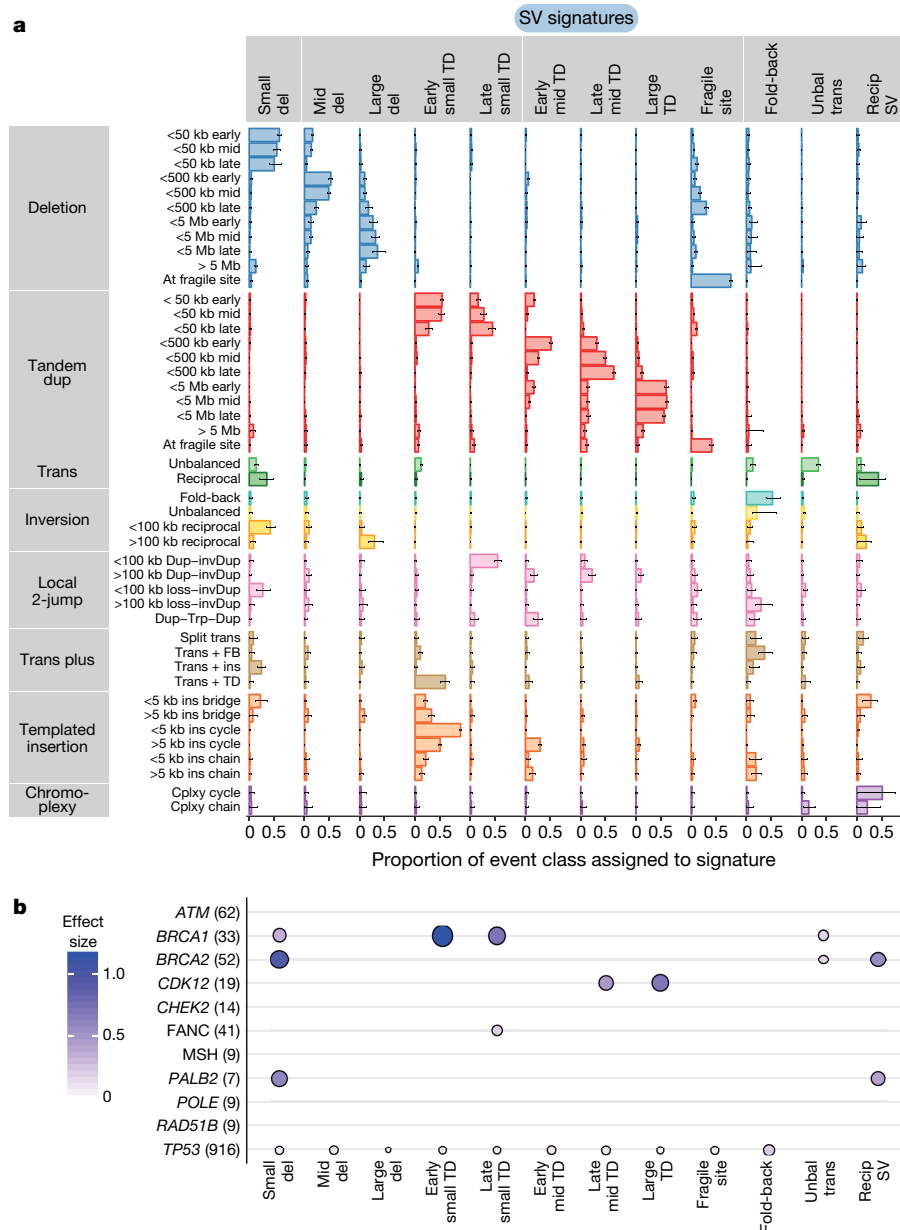 a
SV signatures
Small del
Mid del
Large del
Early small TD
Late small TD
Early mid TD
Late mid TD
Large TD
Fragile site
Fold-back
Unbal trans
Recip SV
Deletion
<50 kb early
<50 kb mid
<50 kb late
<500 kb early
<500 kb mid
<500 kb late
<5 Mb early
<5 Mb mid
<5 Mb late
> 5 Mb
At fragile site
Tandem dup
< 50 kb early
<50 kb mid
<50 kb late
<500 kb early
<500 kb mid
<500 kb late
<5 Mb early
<5 Mb mid
<5 Mb late
> 5 Mb
At fragile site
Trans
Unbalanced
Reciprocal
Inversion
Fold-back
Unbalanced
<100 kb reciprocal
>100 kb reciprocal
Local 2-jump
<100 kb Dup–invDup
>100 kb Dup–invDup
<100 kb loss–invDup
>100 kb loss–invDup
Dup–Trp–Dup
Trans plus
Split trans
Trans + FB
Trans + ins
Trans + TD
Templated insertion
<5 kb ins bridge
>5 kb ins bridge
<5 kb ins cycle
>5 kb ins cycle
<5 kb ins chain
>5 kb ins chain
Chromo-plexy
Cplxy cycle
Cplxy chain
0 0.5 0 0.5 0 0.5 0 0.5 0 0.5 0 0.5 0 0.5 0 0.5 0 0.5 0 0.5 0 0.5 0 0.5
Proportion of event class assigned to signature
b
Effect size
1.0
0.5
0
ATM (62)
BRCA1 (33)
BRCA2 (52)
CDK12 (19)
CHEK2 (14)
FANC (41)
MSH (9)
PALB2 (7)
POLE (9)
RAD51B (9)
TP53 (916)
Small del
Mid del
Large del
Early small TD
Late small TD
Early mid TD
Late mid TD
Large TD
Fragile site
Fold-back
Unbal trans
Recip SV